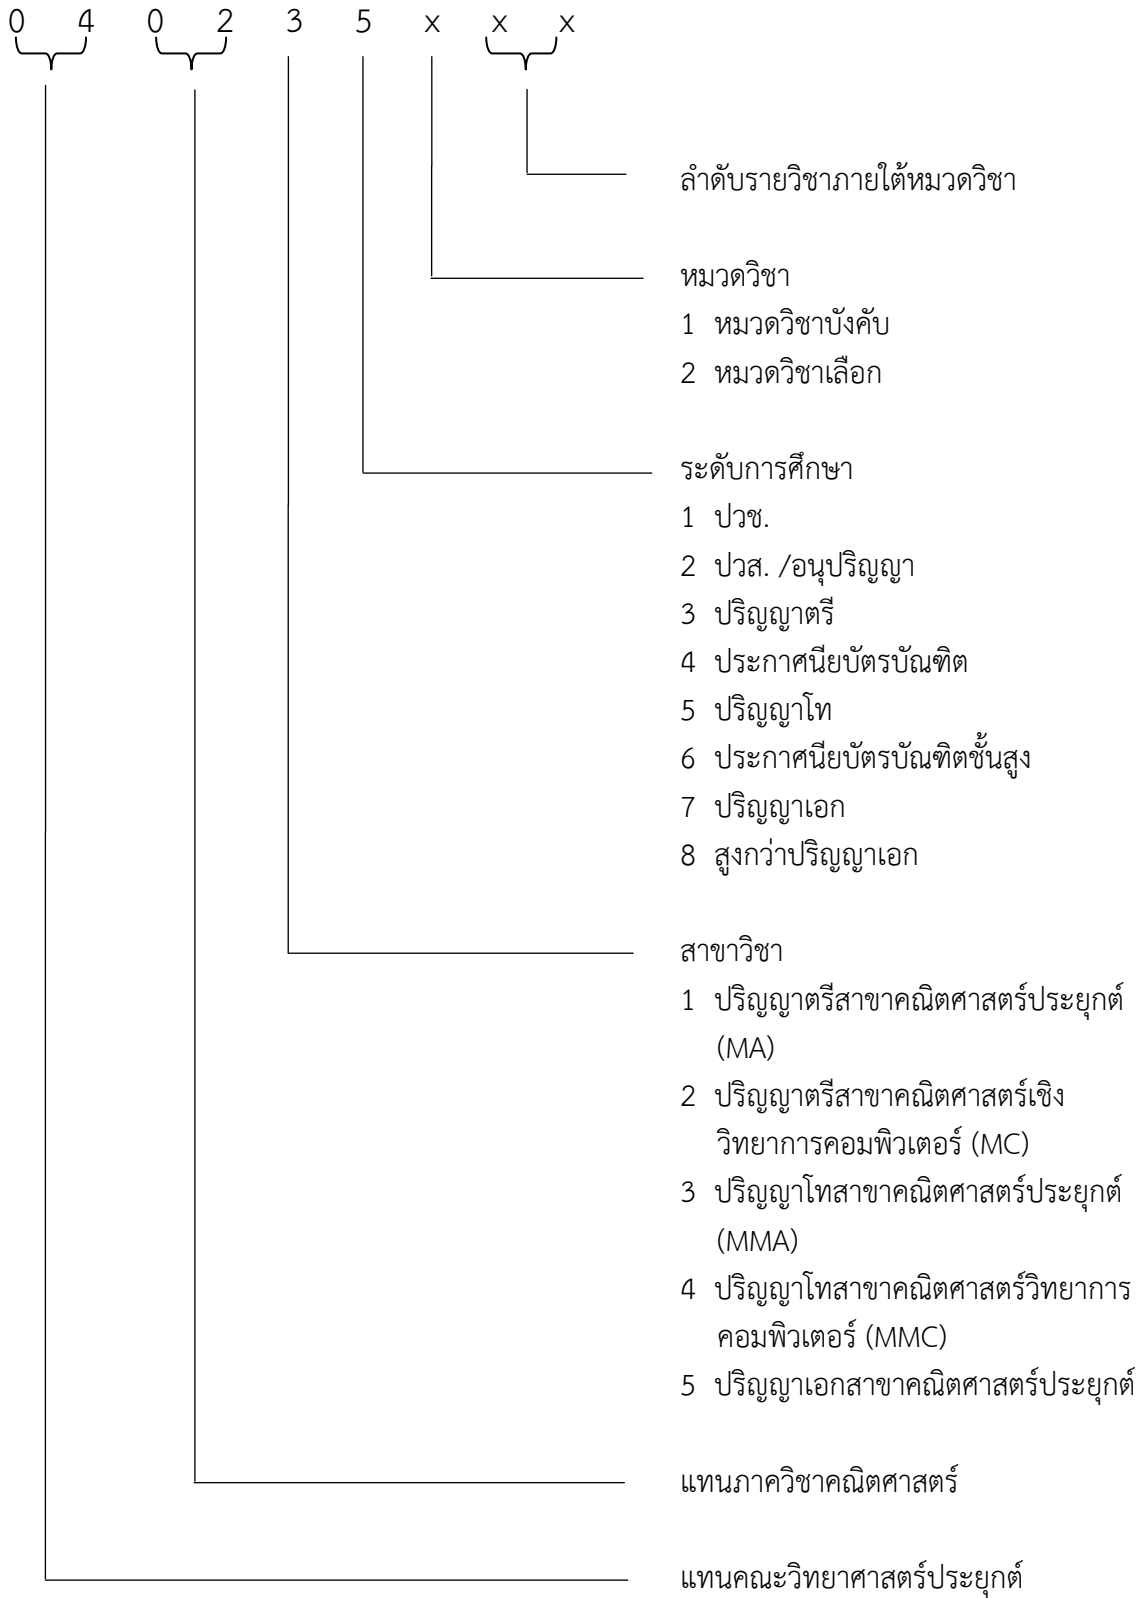 0 4 0 2 3 5 x x x
ลำดับรายวิชาภายใต้หมวดวิชา
หมวดวิชา
1 หมวดวิชาบังคับ
2 หมวดวิชาเลือก
ระดับการศึกษา
1 ปวช.
2 ปวส. /อนุปริญญา
3 ปริญญาตรี
4 ประกาศนียบัตรบัณฑิต
5 ปริญญาโท
6 ประกาศนียบัตรบัณฑิตชั้นสูง
7 ปริญญาเอก
8 สูงกว่าปริญญาเอก
สาขาวิชา
1 ปริญญาตรีสาขาคณิตศาสตร์ประยุกต์
(MA)
2 ปริญญาตรีสาขาคณิตศาสตร์เชิง
วิทยาการคอมพิวเตอร์ (MC)
3 ปริญญาโทสาขาคณิตศาสตร์ประยุกต์
(MMA)
4 ปริญญาโทสาขาคณิตศาสตร์วิทยาการ
คอมพิวเตอร์ (MMC)
5 ปริญญาเอกสาขาคณิตศาสตร์ประยุกต์
แทนภาควิชาคณิตศาสตร์
แทนคณะวิทยาศาสตร์ประยุกต์